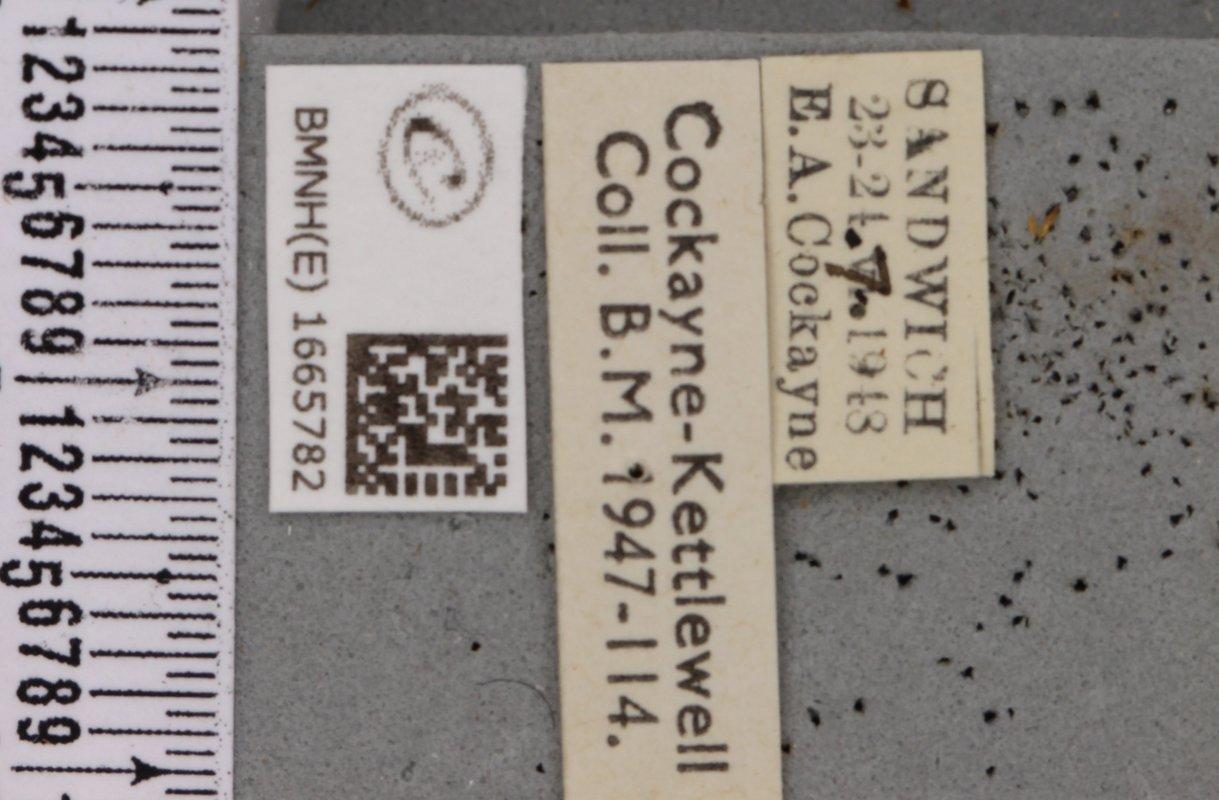 SANDWICH
23-24.7.1948
E.A.Cockayne
Cockayne-Kettlewell
Coll. B.M. 1947-114.
C
BMNH(E) 1665782
1 2 3 4 5 6 7 8 9 1 2 3 4 5 6 7 8 9